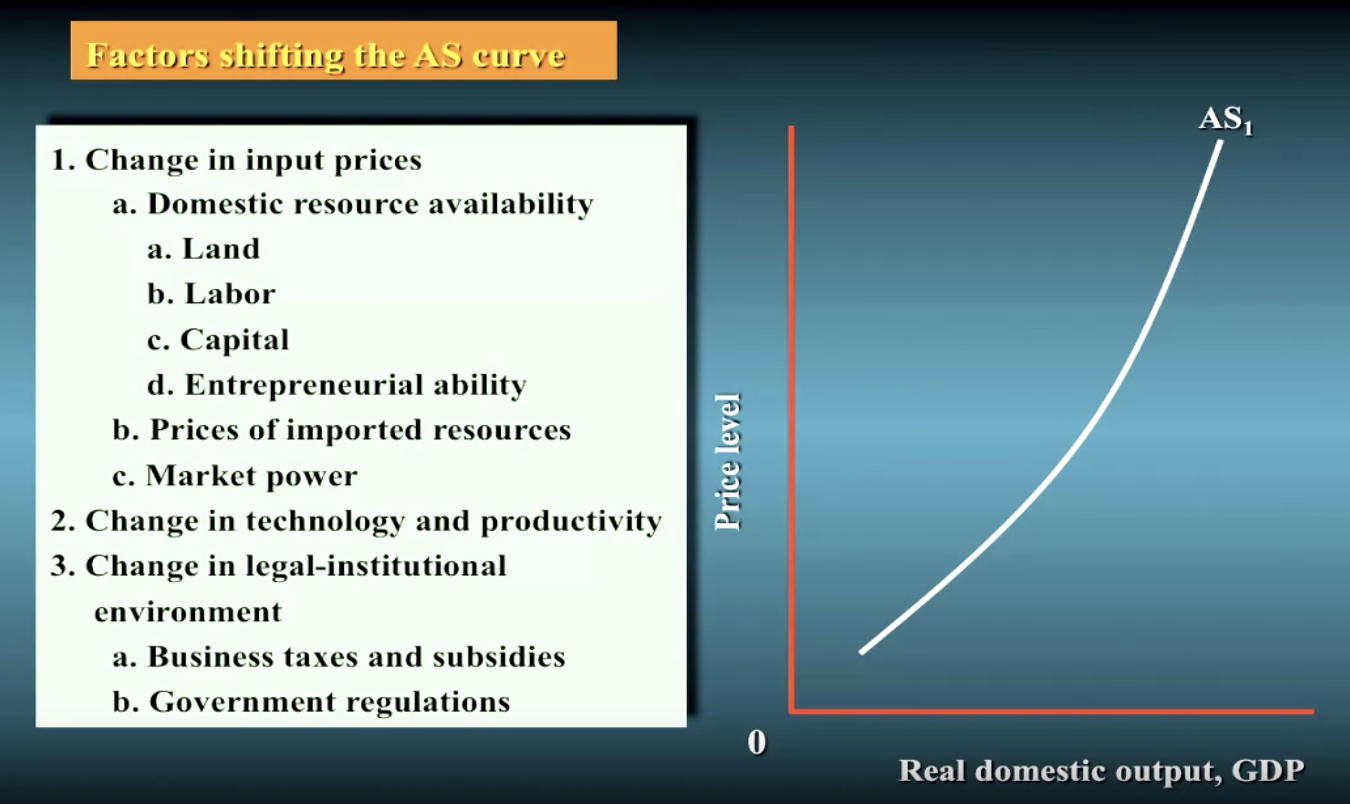 Factors shifting the AS curve
1. Change in input prices
a. Domestic resource availability
a. Land
b. Labor
c. Capital
d. Entrepreneurial ability
b. Prices of imported resources
c. Market power
2. Change in technology and productivity
3. Change in legal-institutional
environment
a. Business taxes and subsidies
b. Government regulations
AS₁
Price level
0
Real domestic output, GDP